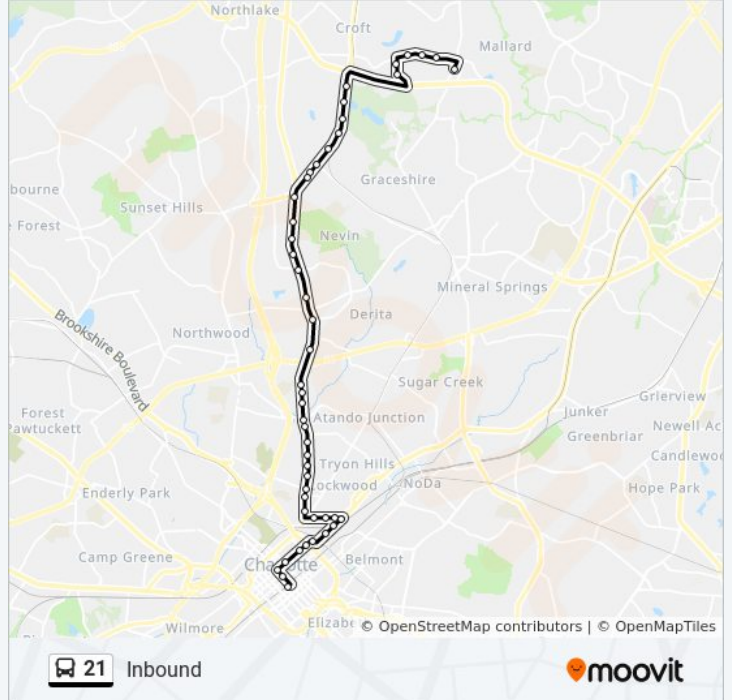 Northlake
Croft
Mallard
bourne
Graceshire
Sunset Hills
e Forest
Nevin
Mineral Springs
Derita
Brookshire Boulevard
Northwood
Sugar Creek
Grierview
Forest
Pawtuckett
Atando Junction
Junker
Newell Ac
Greenbriar
Candlewoo
Tryon Hills
Lockwood
NoDa
Enderly Park
Hope Park
Camp Greene
Charlotte
Belmont
Wilmore
Elizabe
© OpenStreetMap contributors | © OpenMapTiles
21 Inbound
moovit